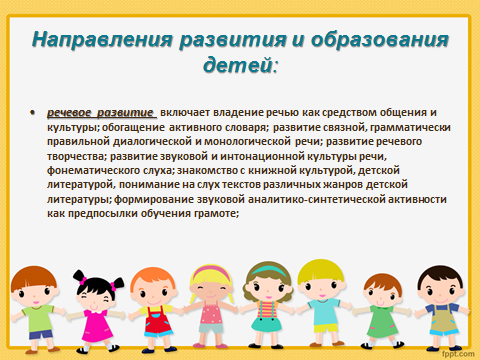 Направления развития и образования
детей:
• речевое развитие включает владение речью как средством общения и
культуры; обогащение активного словаря; развитие связной, грамматически
правильной диалогической и монологической речи; развитие речевого
творчества; развитие звуковой и интонационной культуры речи,
фонематического слуха; знакомство с книжной культурой, детской
литературой, понимание на слух текстов различных жанров детской
литературы; формирование звуковой аналитико-синтетической активности
как предпосылки обучения грамоте;
fppt.com